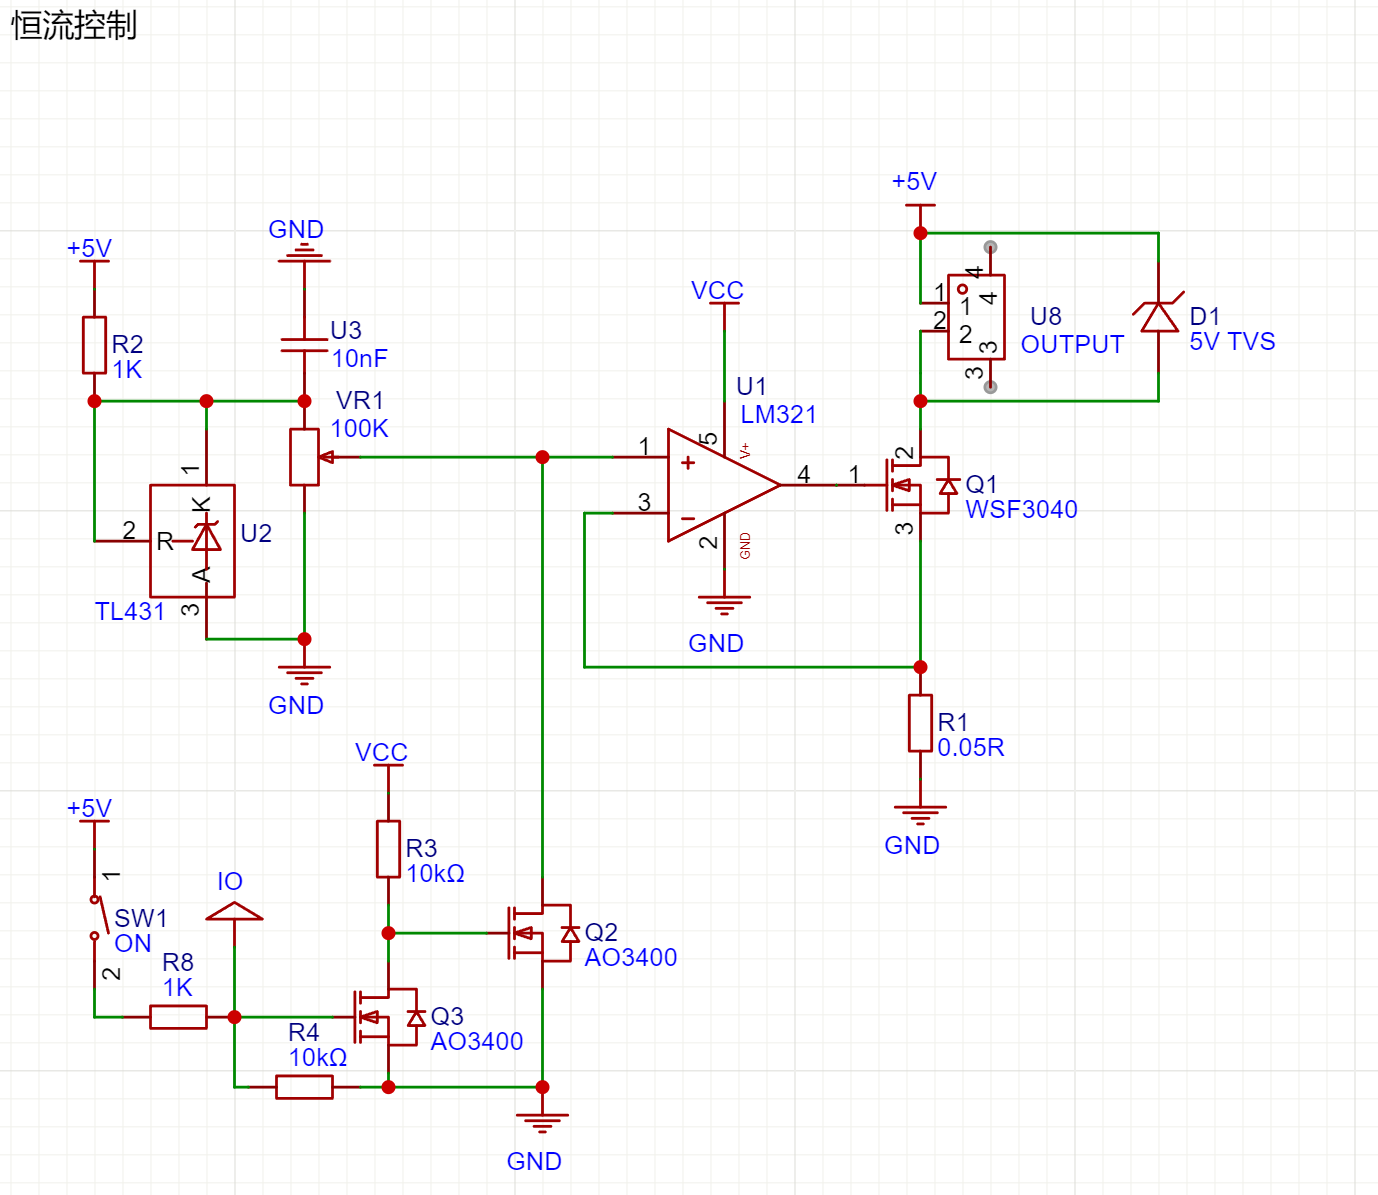 恒流控制
+5V
GND
+5V
VCC
R2
1K
U3
10nF
VR1
100K
1
2
R
K
A
3
U2
TL431
GND
U1
LM321
1
3
+
-
5
V+
4
2
GND
GND
1
2
1
2
4
4
3
3
U8
OUTPUT
D1
5V TVS
1
2
3
Q1
WSF3040
R1
0.05R
GND
VCC
+5V
R3
10kΩ
1
IO
SW1
ON
2
R8
1K
Q2
AO3400
R4
10kΩ
Q3
AO3400
GND